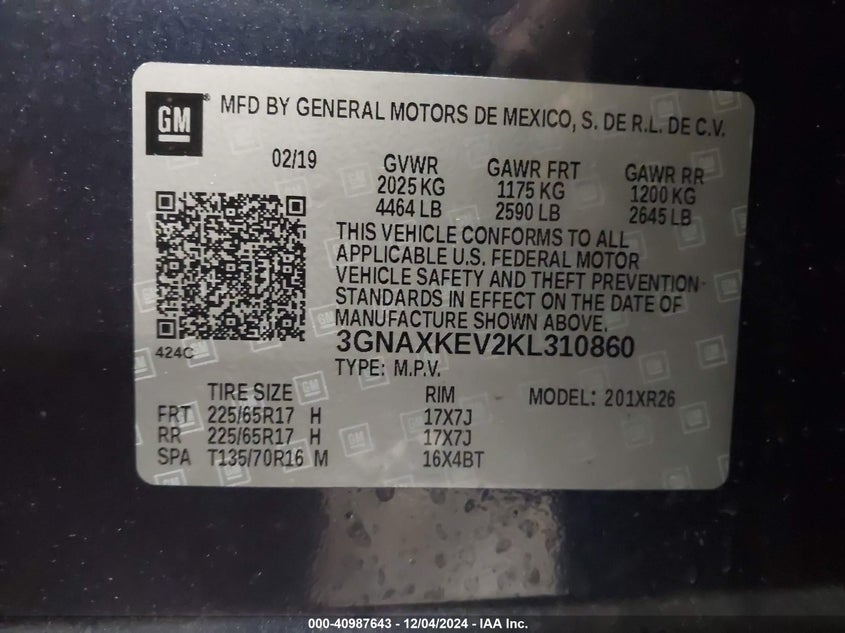 GM
MFD BY GENERAL MOTORS DE MEXICO, S. DE R.L. DE C.V.
02/19 GVWR GAWR FRT GAWR RR
2025 KG 1175 KG 1200 KG
4464 LB 2590 LB 2645 LB
THIS VEHICLE CONFORMS TO ALL
APPLICABLE U.S. FEDERAL MOTOR
VEHICLE SAFETY AND THEFT PREVENTION
STANDARDS IN EFFECT ON THE DATE OF
MANUFACTURE SHOWN ABOVE.
424C
3GNAXKEV2KL310860
TYPE: M.P.V.
TIRE SIZE RIM MODEL: 201XR26
FRT 225/65R17 H 17X7J
RR 225/65R17 H 17X7J
SPA T135/70R16 M 16X4BT
000-40987643 - 12/04/2024 - IAA Inc.